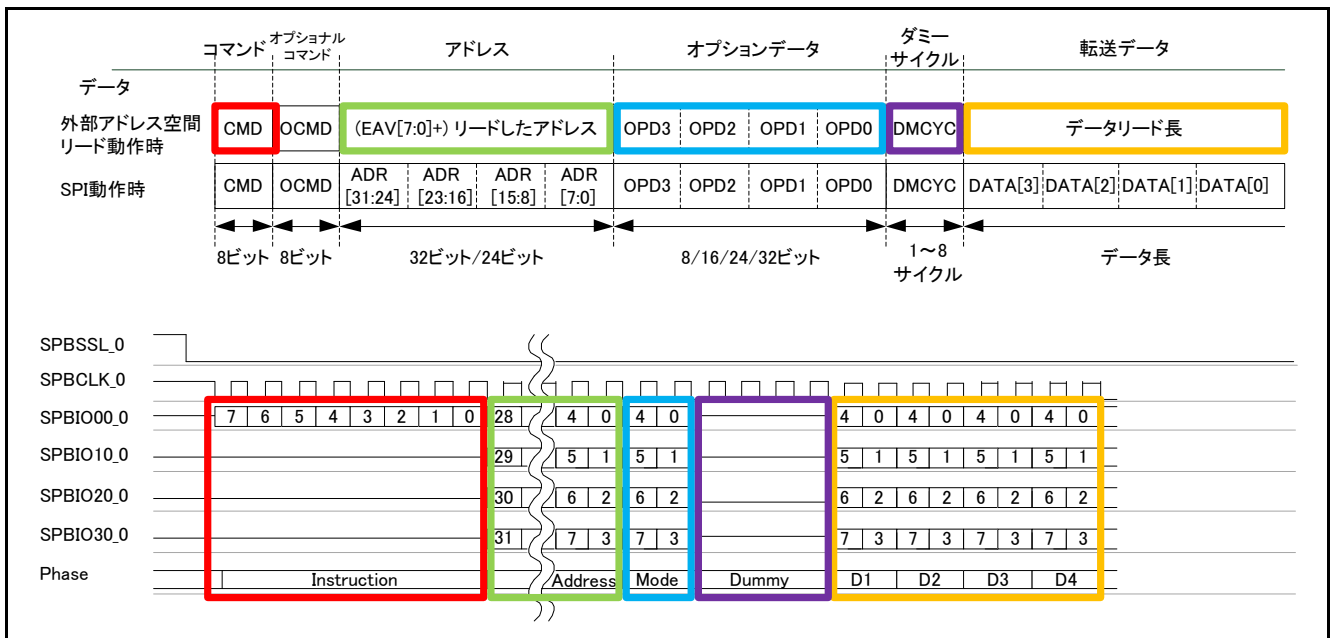 コマンド オプショナルコマンド アドレス オプションデータ ダミーサイクル 転送データ
データ
外部アドレス空間リード動作時 CMD OCMD (EAV[7:0]+) リードしたアドレス OPD3 OPD2 OPD1 OPD0 DMCYC データリード長
SPI動作時 CMD OCMD ADR[31:24] ADR[23:16] ADR[15:8] ADR[7:0] OPD3 OPD2 OPD1 OPD0 DMCYC DATA[3] DATA[2] DATA[1] DATA[0]
8ビット 8ビット 32ビット/24ビット 8/16/24/32ビット 1～8サイクル データ長
SPBSSL_0
SPBCLK_0
SPBIO00_0 7 6 5 4 3 2 1 0 28 4 0 4 0 4 0 4 0 4 0 4 0
SPBIO10_0 29 5 1 5 1 5 1 5 1 5 1 5 1
SPBIO20_0 30 6 2 6 2 6 2 6 2 6 2 6 2
SPBIO30_0 31 7 3 7 3 7 3 7 3 7 3 7 3
Phase Instruction Address Mode Dummy D1 D2 D3 D4